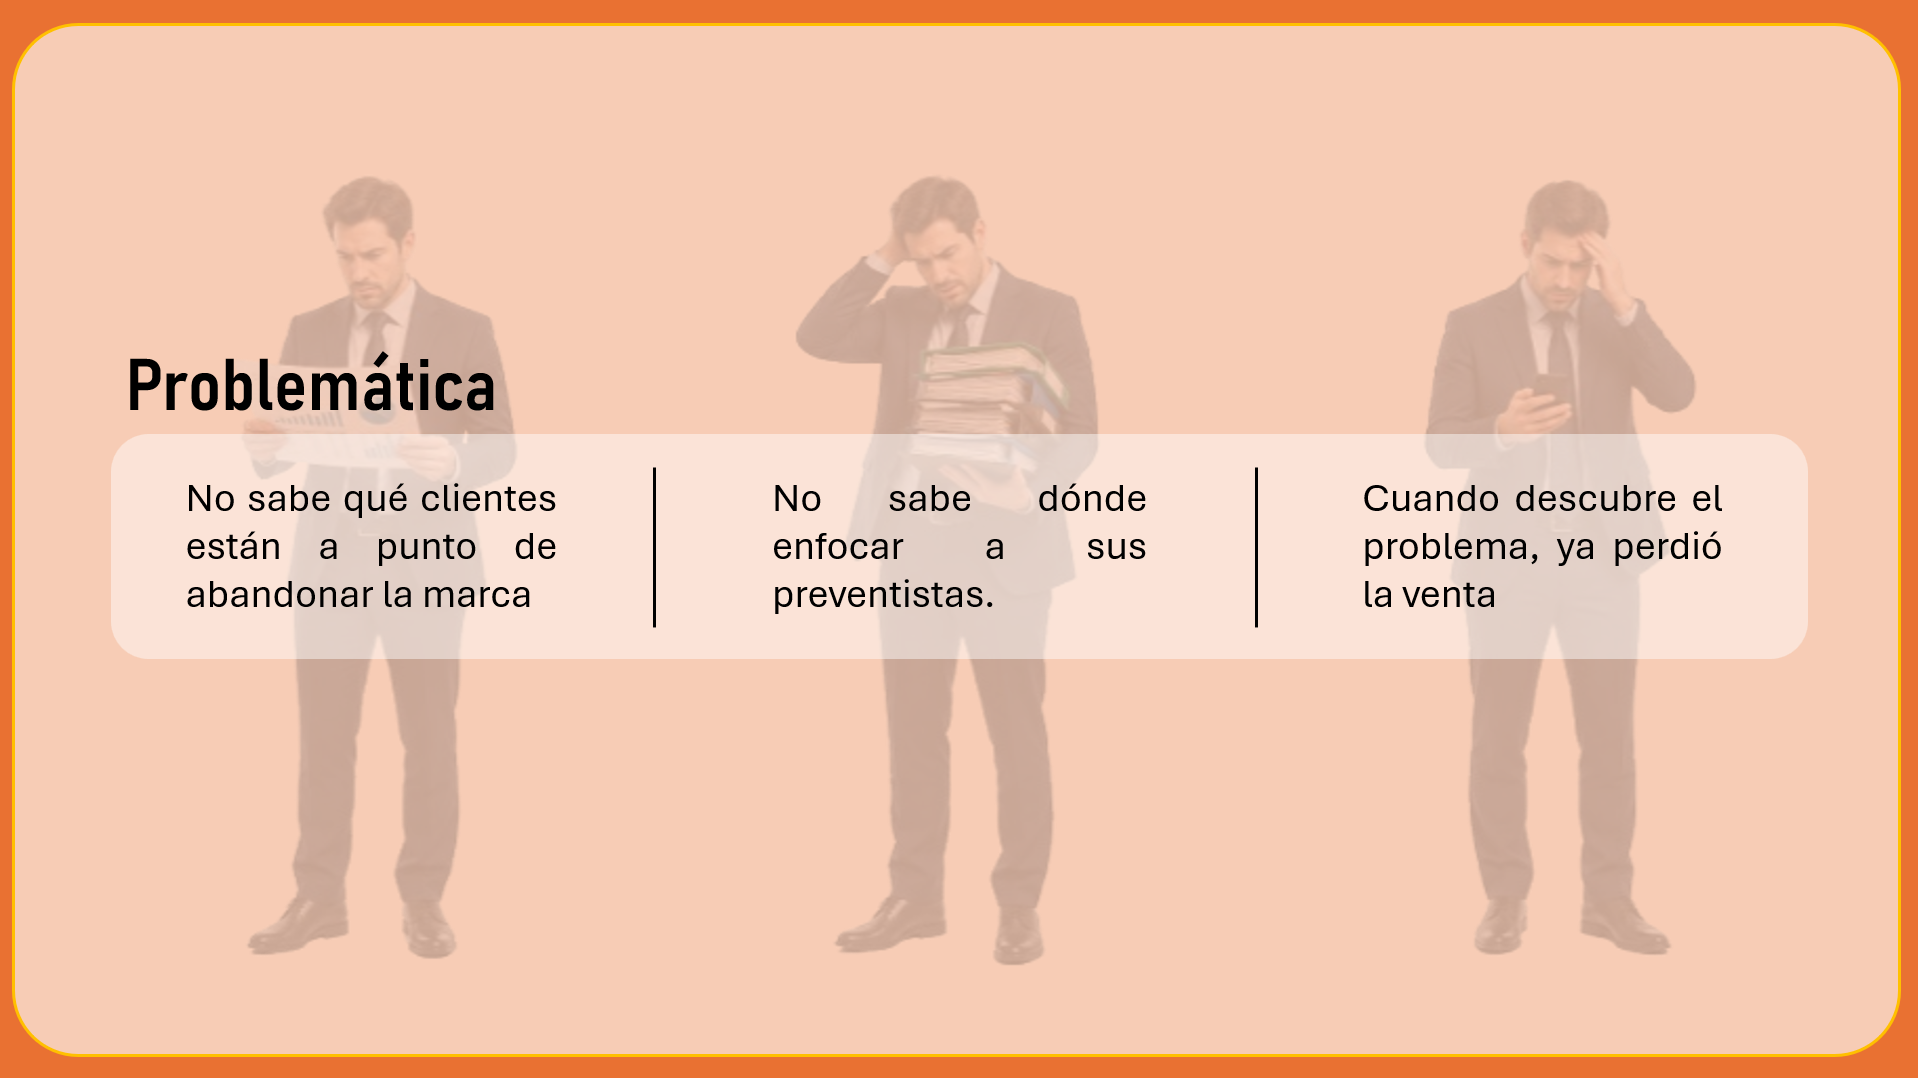 Problemática
No sabe qué clientes
están a punto de
abandonar la marca
No sabe dónde
enfocar a sus
preventistas.
Cuando descubre el
problema, ya perdió
la venta